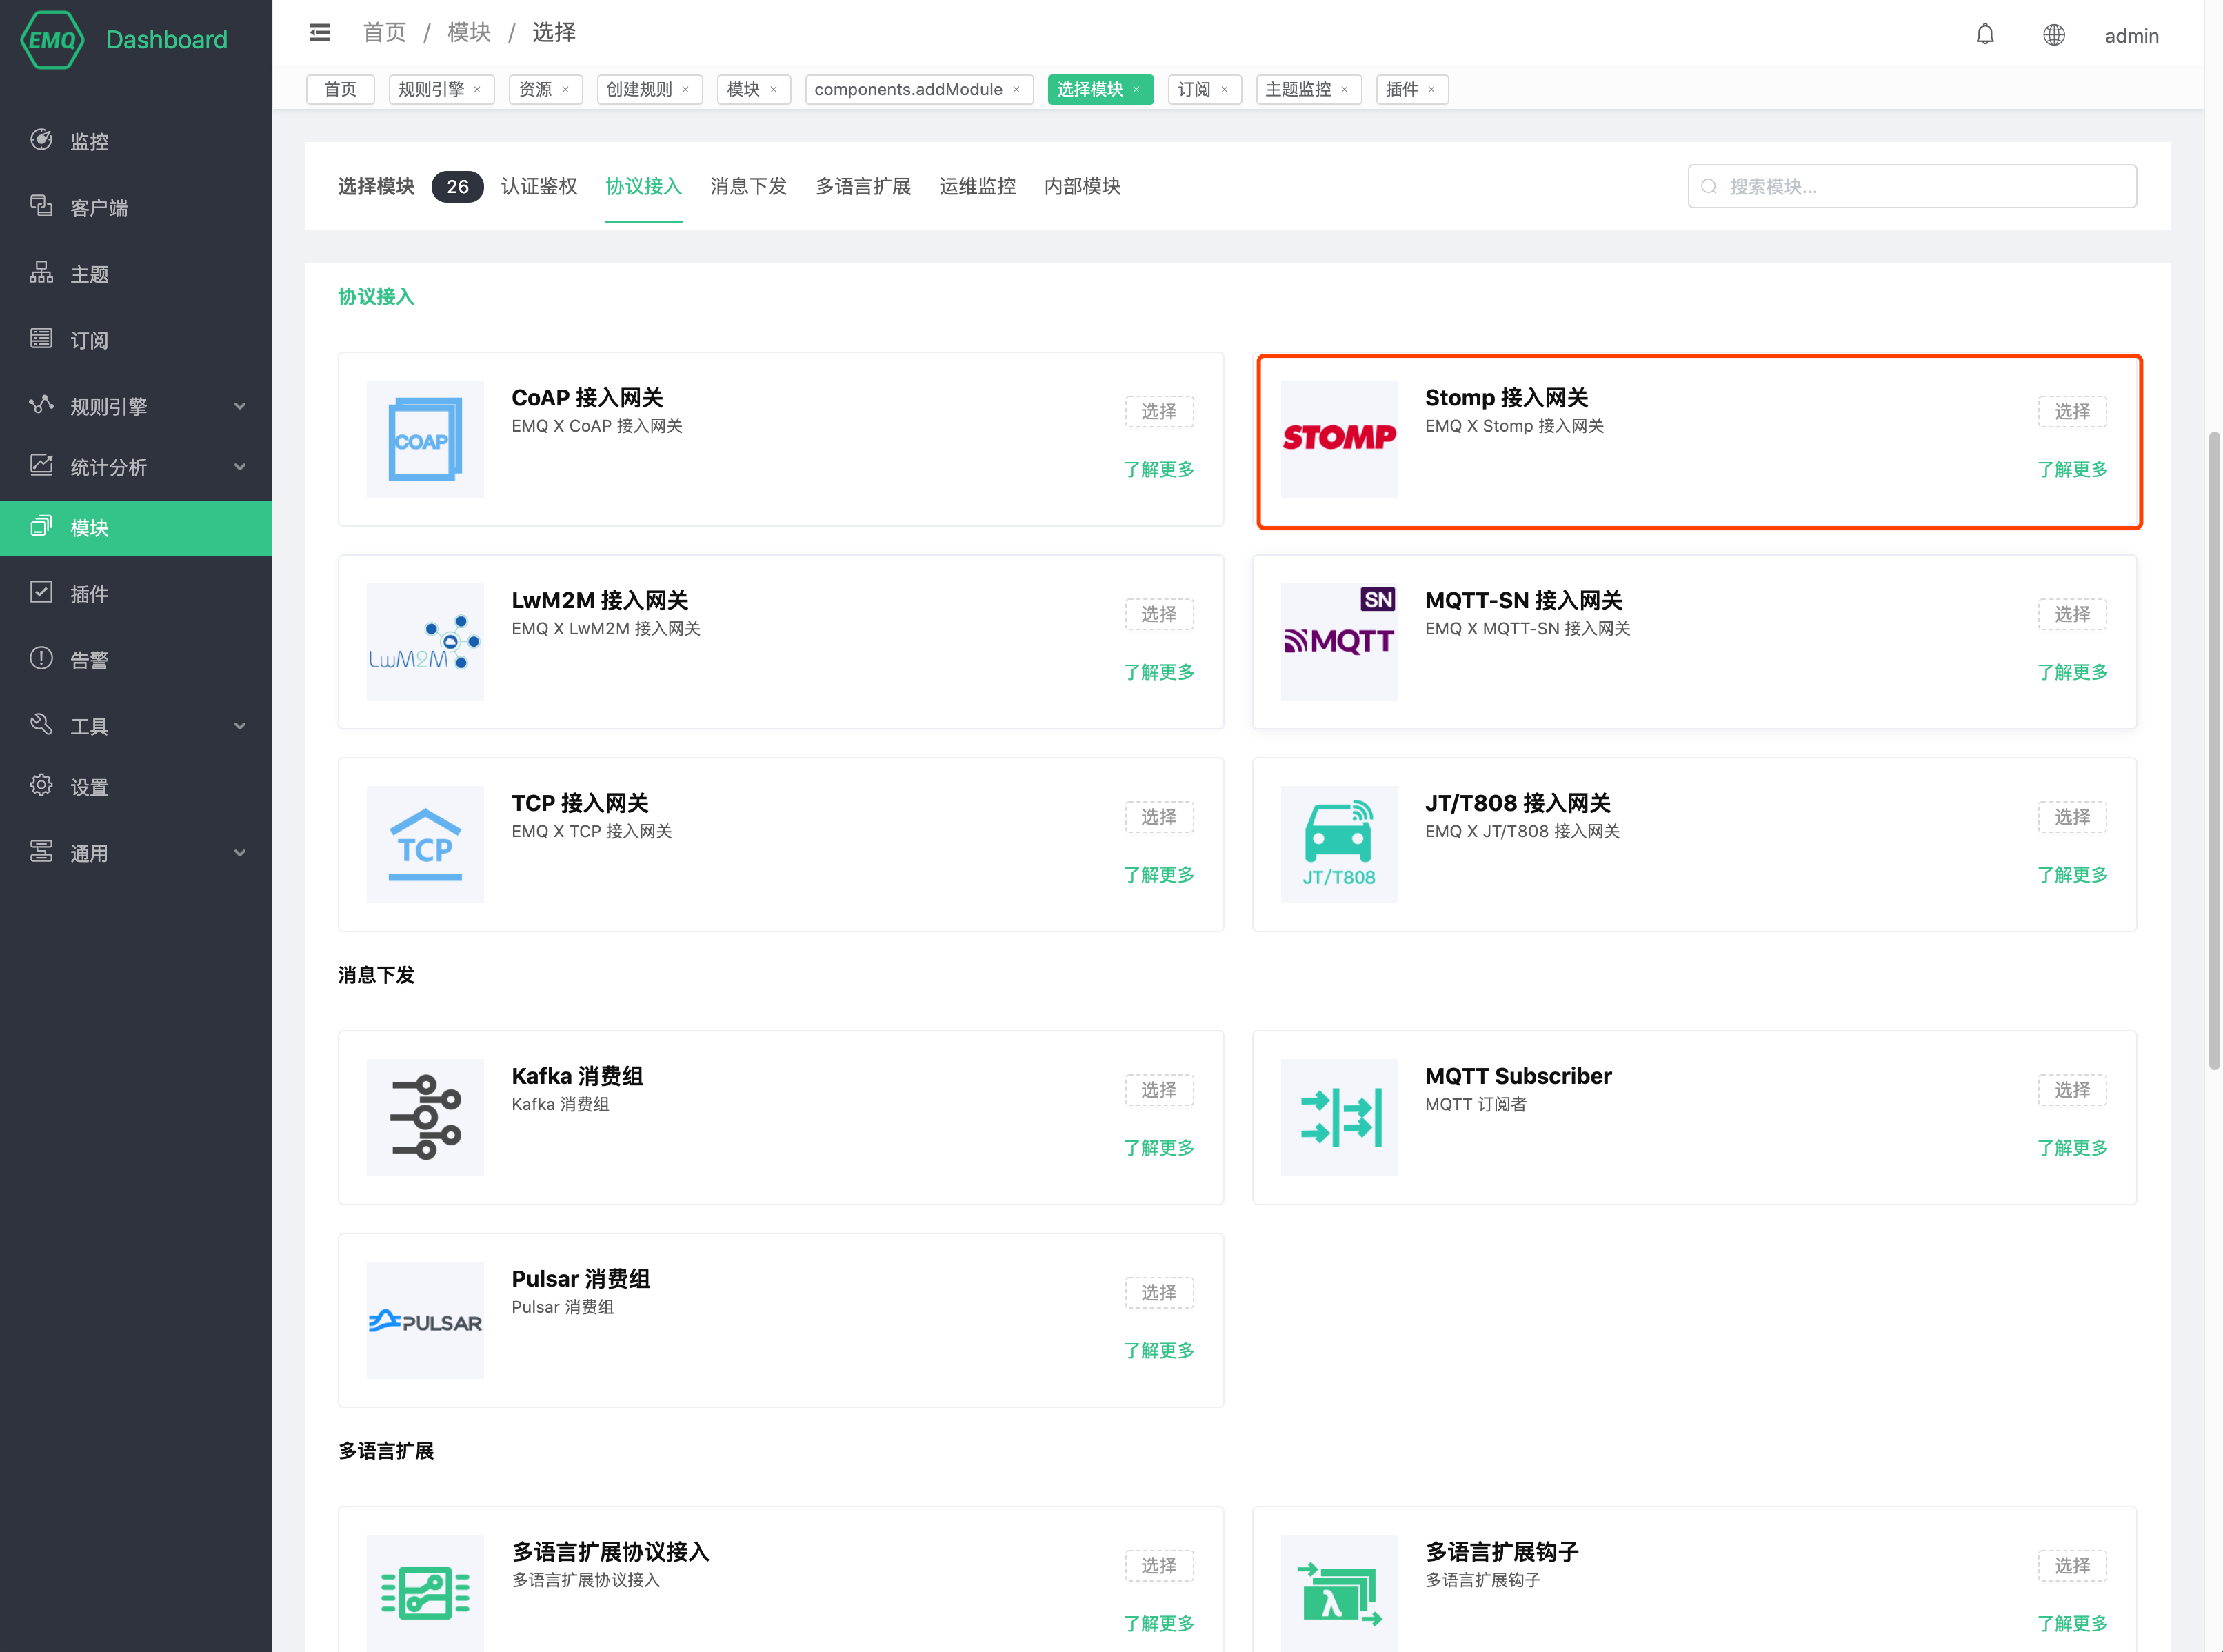 EMQ Dashboard
首页 / 模块 / 选择
admin
首页
规则引擎 ×
资源 ×
创建规则 ×
模块 ×
components.addModule ×
选择模块 ×
订阅 ×
主题监控 ×
插件 ×
监控
客户端
主题
订阅
规则引擎
统计分析
模块
插件
告警
工具
设置
通用
选择模块 26 认证鉴权 协议接入 消息下发 多语言扩展 运维监控 内部模块
搜索模块...
协议接入
COAP
CoAP 接入网关
EMQ X CoAP 接入网关
选择
了解更多
STOMP
Stomp 接入网关
EMQ X Stomp 接入网关
选择
了解更多
LwM2M
LwM2M 接入网关
EMQ X LwM2M 接入网关
选择
了解更多
SN
MQTT
MQTT-SN 接入网关
EMQ X MQTT-SN 接入网关
选择
了解更多
TCP
TCP 接入网关
EMQ X TCP 接入网关
选择
了解更多
JT/T808
JT/T808 接入网关
EMQ X JT/T808 接入网关
选择
了解更多
消息下发
Kafka 消费组
Kafka 消费组
选择
了解更多
MQTT Subscriber
MQTT 订阅者
选择
了解更多
PULSAR
Pulsar 消费组
Pulsar 消费组
选择
了解更多
多语言扩展
多语言扩展协议接入
多语言扩展协议接入
选择
了解更多
λ
多语言扩展钩子
多语言扩展钩子
选择
了解更多